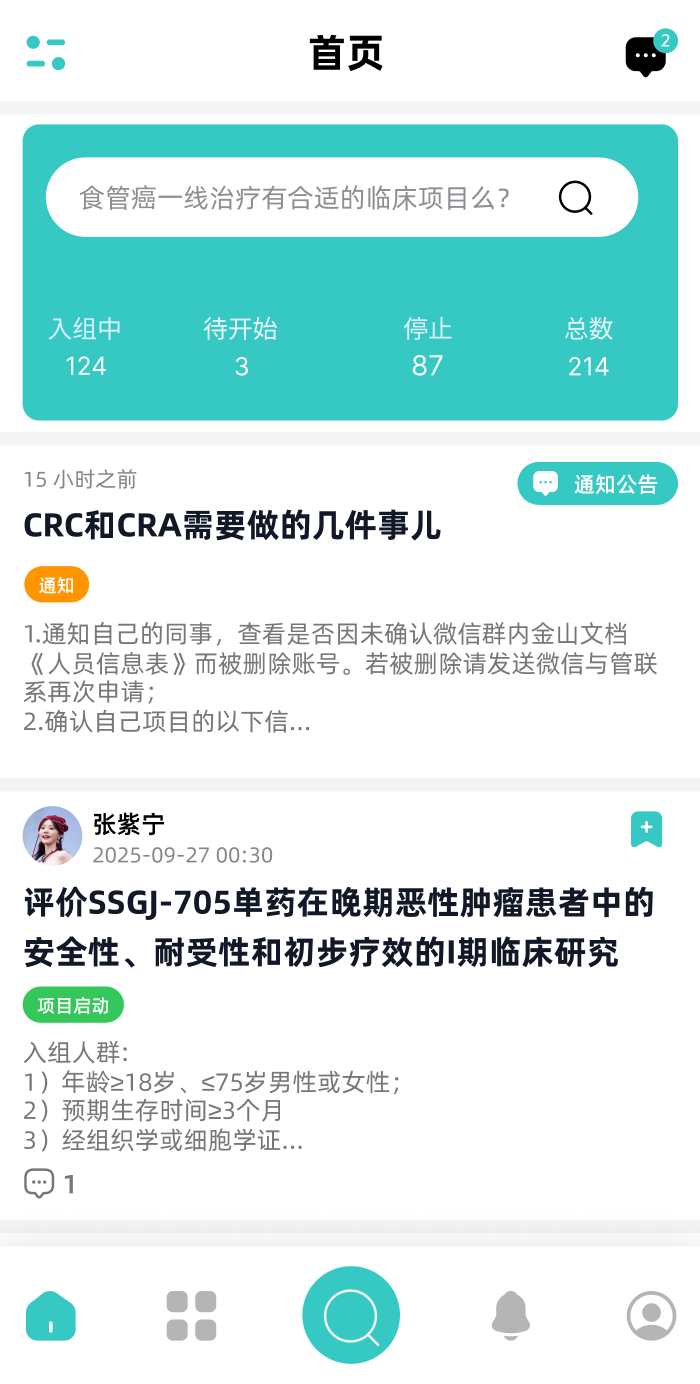 首页
2
食管癌一线治疗有合适的临床项目么？
入组中 待开始 停止 总数
124 3 87 214
15 小时之前
通知公告
CRC和CRA需要做的几件事儿
通知
1.通知自己的同事，查看是否因未确认微信群内金山文档
《人员信息表》而被删除账号。若被删除请发送微信与管联
系再次申请；
2.确认自己项目的以下信...
张紫宁
2025-09-27 00:30
评价SSGJ-705单药在晚期恶性肿瘤患者中的
安全性、耐受性和初步疗效的I期临床研究
项目启动
入组人群：
1）年龄≥18岁、≤75岁男性或女性；
2）预期生存时间≥3个月
3）经组织学或细胞学证...
1